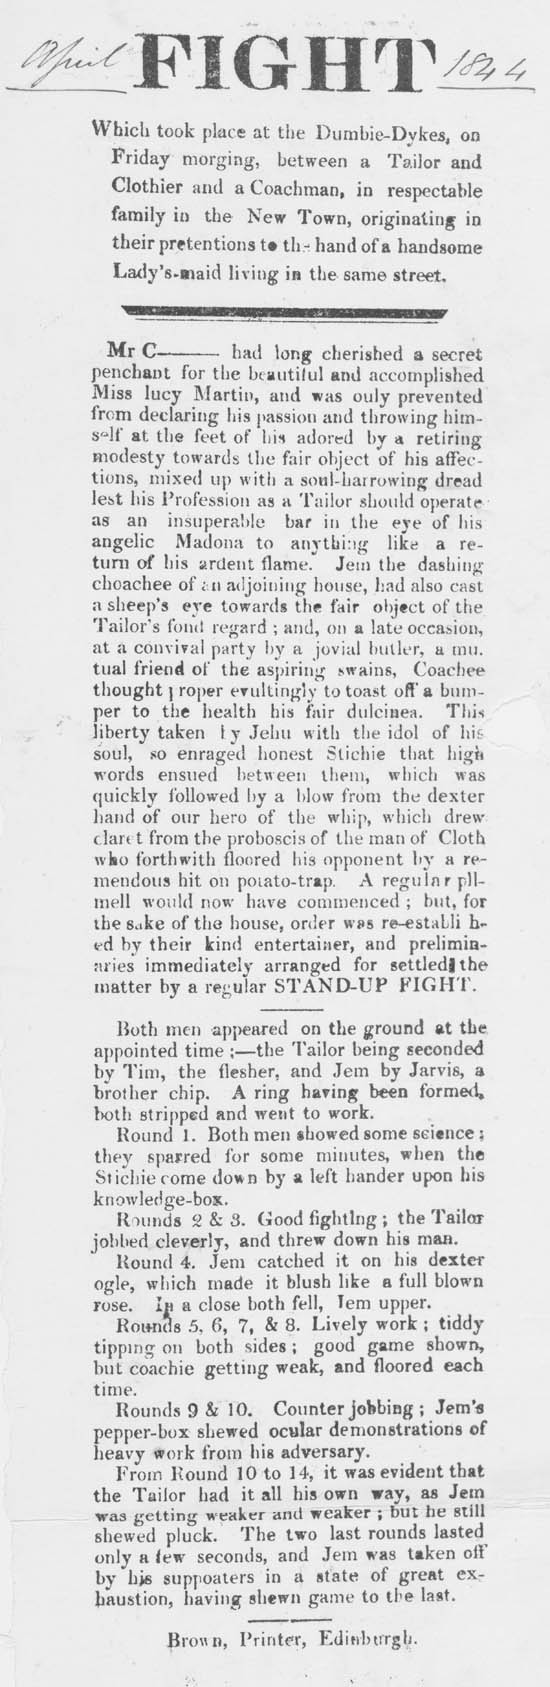 April FIGHT 1844
Which took place at the Dumbie-Dykes, on
Friday morging, between a Tailor and
Clothier and a Coachman, in respectable
family in the New Town, originating in
their pretentions to the hand of a handsome
Lady's-maid living in the same street.
Mr C——— had long cherished a secret
penchant for the beautiful and accomplished
Miss lucy Martin, and was ouly prevented
from declaring his passion and throwing him-
self at the feet of his adored by a retiring
modesty towards the fair object of his affec-
tions, mixed up with a soul-harrowing dread
lest his Profession as a Tailor should operate
as an insuperable bar in the eye of his
angelic Madona to anything like a re-
turn of his ardent flame. Jem the dashing
choachee of an adjoining house, had also cast
a sheep's eye towards the fair object of the
Tailor's fond regard ; and, on a late occasion,
at a convival party by a jovial butler, a mu.
tual friend of the aspiring swains, Coachee
thought proper evultingly to toast off a bum-
per to the health his fair dulcinea. This
liberty taken by Jehu with the idol of his
soul, so enraged honest Stichie that high
words ensued between them, which was
quickly followed by a blow from the dexter
hand of our hero of the whip, which drew
claret from the proboscis of the man of Cloth
who forthwith floored his opponent by a re-
mendous hit on potato-trap. A regular pll-
mell would now have commenced ; but, for
the sake of the house, order was re-establi h-
ed by their kind entertainer, and prelimin-
aries immediately arranged for settled the
matter by a regular STAND-UP FIGHT.
Both men appeared on the ground at the
appointed time ;—the Tailor being seconded
by Tim, the flesher, and Jem by Jarvis, a
brother chip. A ring having been formed,
both stripped and went to work.
Round 1. Both men showed some science ;
they sparred for some minutes, when the
Stichie come down by a left hander upon his
knowledge-box.
Rounds 2 & 3. Good fightlng ; the Tailor
jobbed cleverly, and threw down his man.
Round 4. Jem catched it on his dexter
ogle, which made it blush like a full blown
rose. In a close both fell, Jem upper.
Rounds 5, 6, 7, & 8. Lively work ; tiddy
tipping on both sides ; good game shown,
but coachie getting weak, and floored each
time.
Rounds 9 & 10. Counter jobbing ; Jem's
pepper-box shewed ocular demonstrations of
heavy work from his adversary.
From Round 10 to 14, it was evident that
the Tailor had it all his own way, as Jem
was getting weaker and weaker ; but he still
shewed pluck. The two last rounds lasted
only a few seconds, and Jem was taken off
by his suppoaters in a state of great ex-
haustion, having shewn game to the last.
Brown, Printer, Edinburgh.